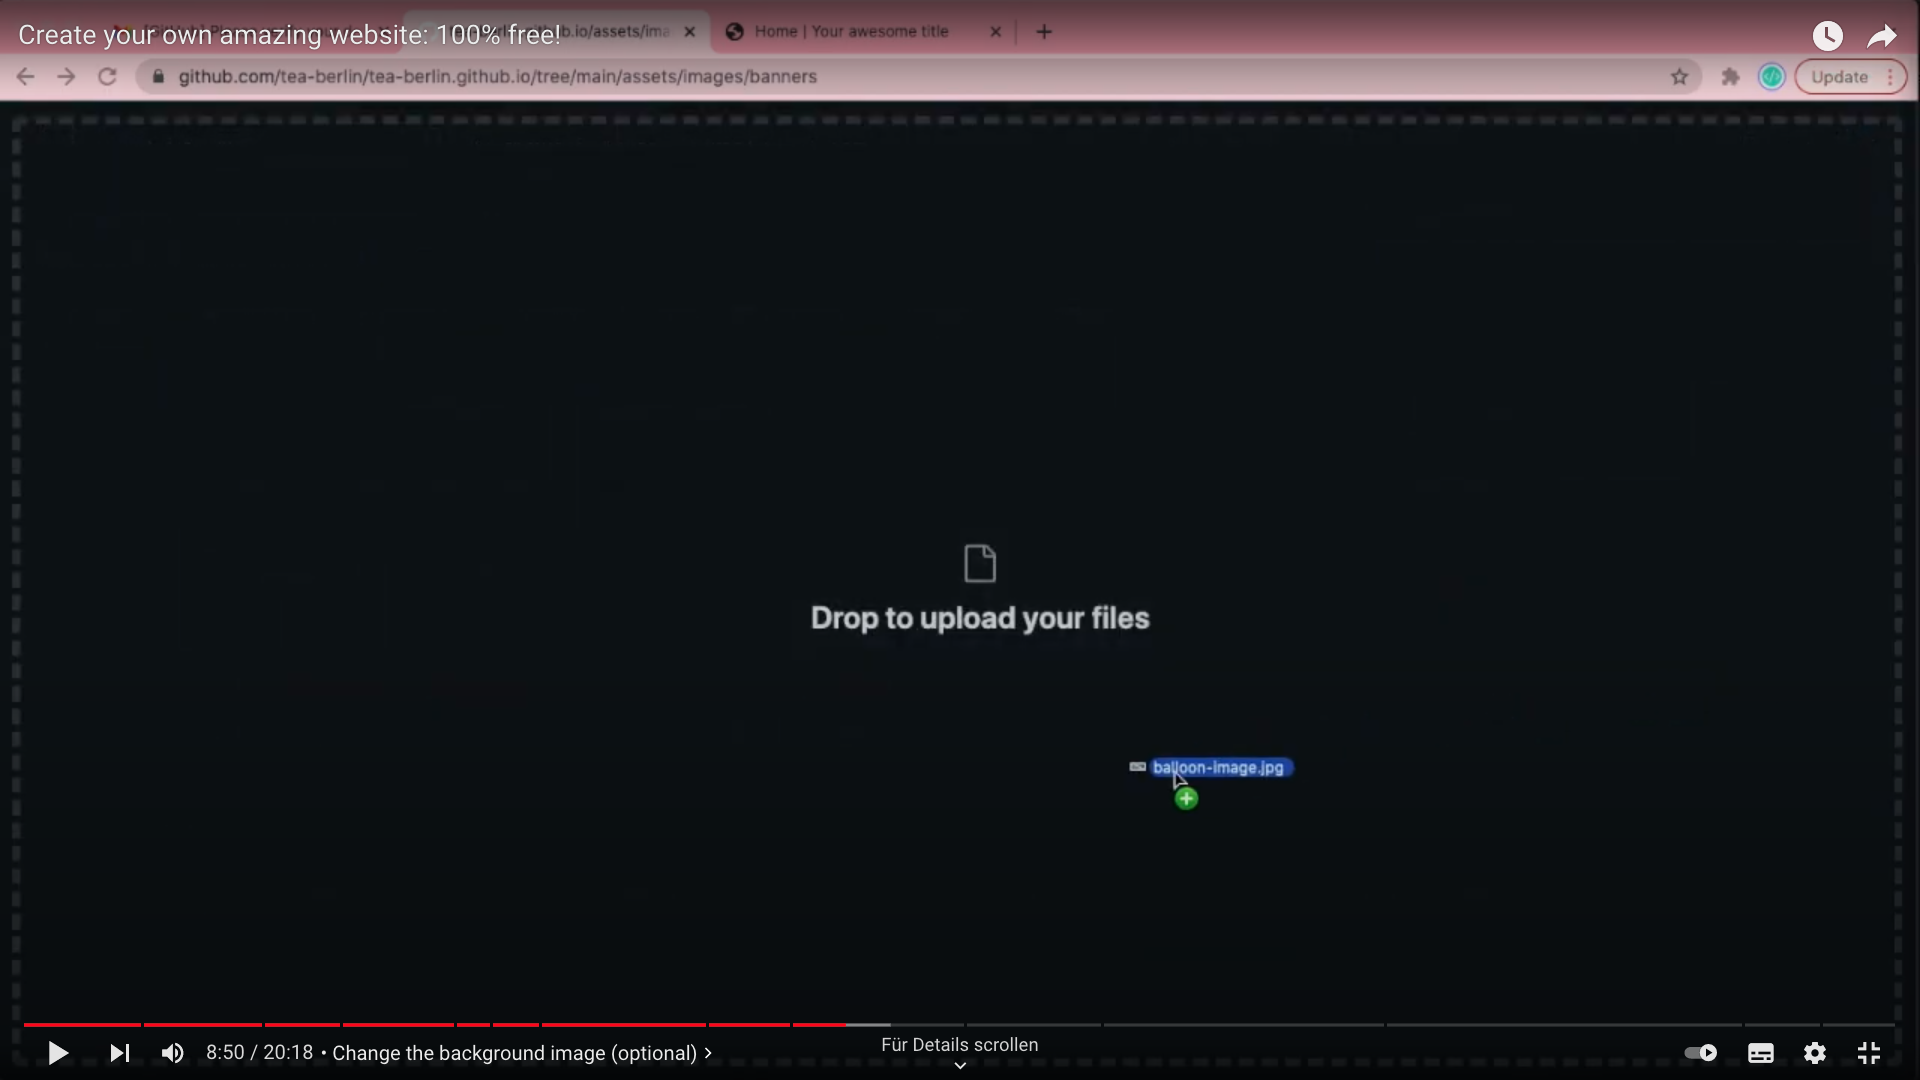 Create your own amazing website: 100% free!
b.io/assets/ima
Home | Your awesome title
github.com/tea-berlin/tea-berlin.github.io/tree/main/assets/images/banners
Update
Drop to upload your files
balloon-image.jpg
8:50 / 20:18 • Change the background image (optional)
Für Details scrollen